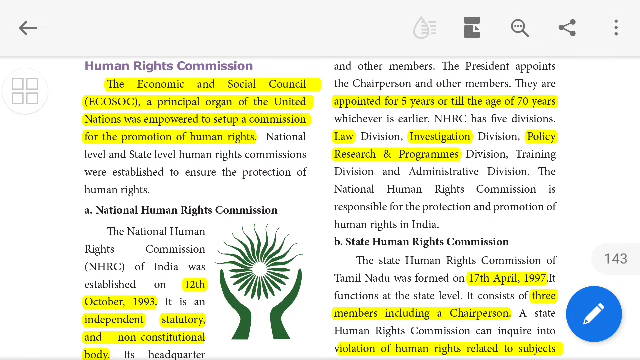 Human Rights Commission
The Economic and Social Council
(ECOSOC), a principal organ of the United
Nations was empowered to setup a commission
for the promotion of human rights. National
level and State level human rights commissions
were established to ensure the protection of
human rights.
a. National Human Rights Commission
The National Human
Rights Commission
(NHRC) of India was
established on 12th
October, 1993. It is an
independent statutory,
and non-constitutional
body. Its headquarter
and other members. The President appoints
the Chairperson and other members. They are
appointed for 5 years or till the age of 70 years
whichever is earlier. NHRC has five divisions.
Law Division, Investigation Division, Policy
Research & Programmes Division, Training
Division and Administrative Division. The
National Human Rights Commission is
responsible for the protection and promotion of
human rights in India.
b. State Human Rights Commission
The state Human Rights Commission of
Tamil Nadu was formed on 17th April, 1997.It
functions at the state level. It consists of three
members including a Chairperson. A state
Human Rights Commission can inquire into
violation of human rights related to subjects
143